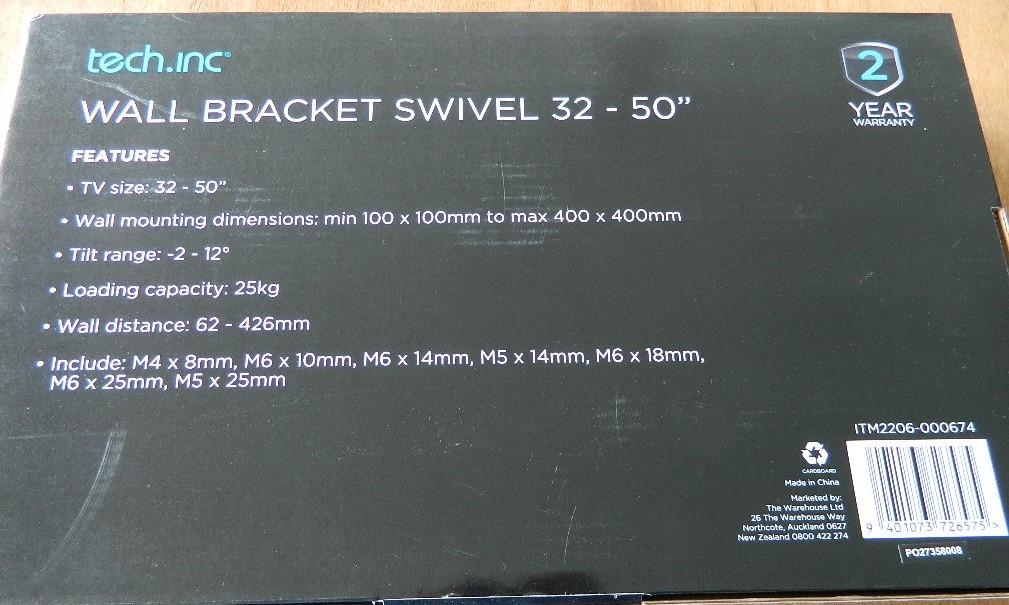 tech.inc®
2
YEAR
WARRANTY
WALL BRACKET SWIVEL 32 - 50”
FEATURES
• TV size: 32 - 50”
• Wall mounting dimensions: min 100 x 100mm to max 400 x 400mm
• Tilt range: -2 - 12°
• Loading capacity: 25kg
• Wall distance: 62 - 426mm
• Include: M4 x 8mm, M6 x 10mm, M6 x 14mm, M5 x 14mm, M6 x 18mm,
M6 x 25mm, M5 x 25mm
ITM2206-000674
CARDBOARD
Made in China
Marketed by:
The Warehouse Ltd
26 The Warehouse Way
Northcote, Auckland 0627
New Zealand 0800 422 274
9 401073 726575 >
PO27358008